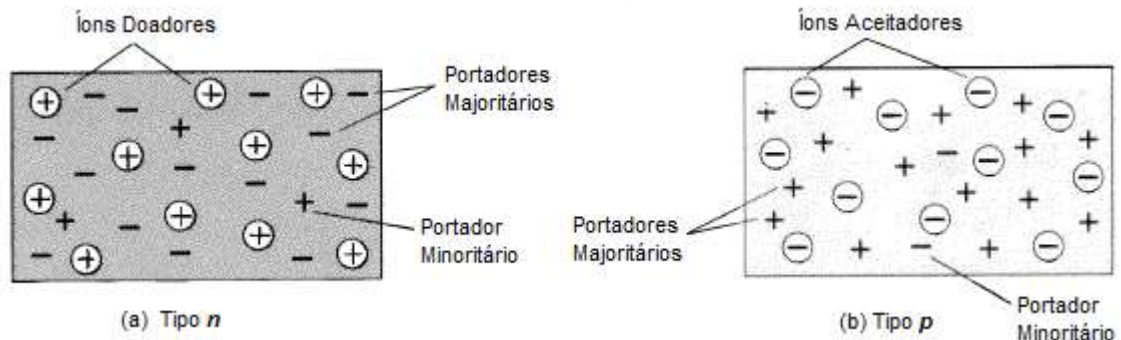 Íons Doadores
Portadores
Majoritários
Portador
Minoritário
(a) Tipo n
Íons Aceitadores
Portadores
Majoritários
Portador
Minoritário
(b) Tipo p